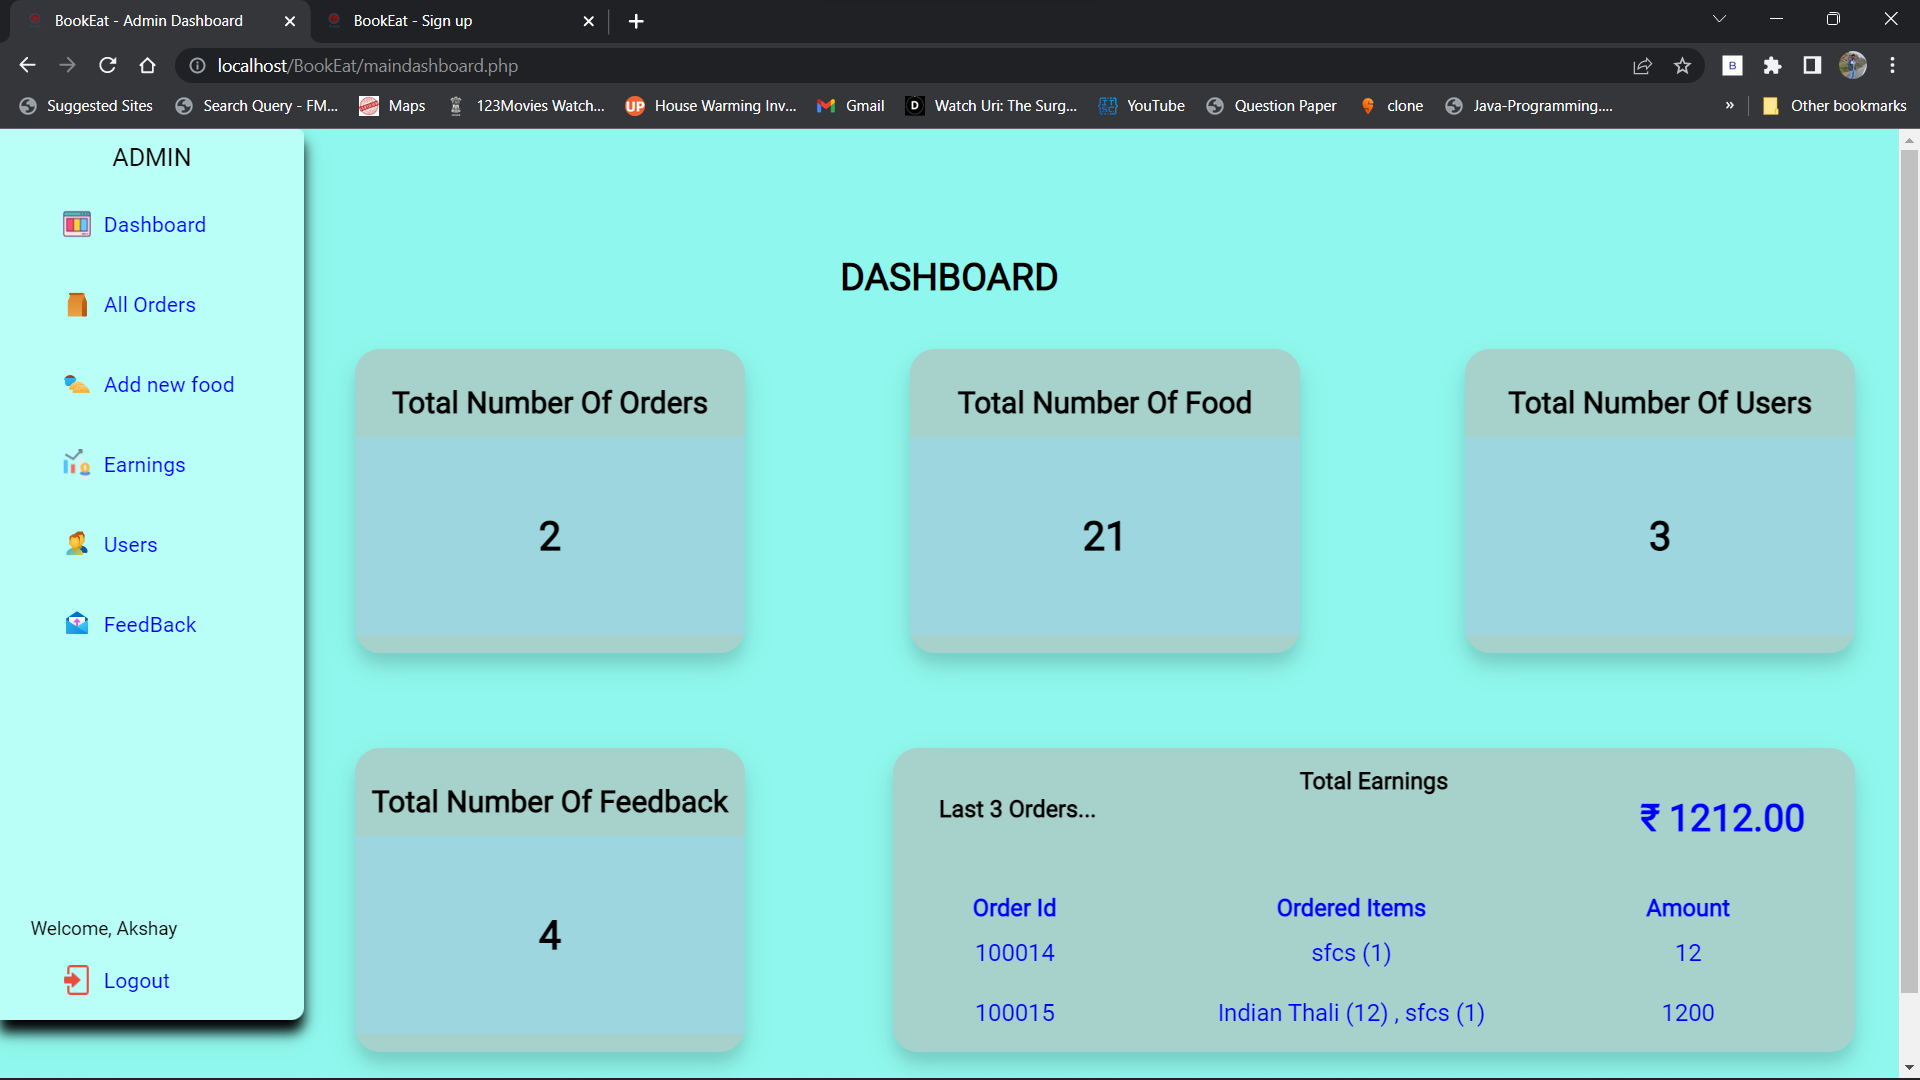 BookEat - Admin Dashboard
BookEat - Sign up
localhost/BookEat/maindashboard.php
B
Suggested Sites
Search Query - FM...
Maps
123Movies Watch...
UP House Warming Inv...
Gmail
D Watch Uri: The Surg...
YouTube
Question Paper
clone
Java-Programming....
»
Other bookmarks
ADMIN
Dashboard
All Orders
Add new food
Earnings
Users
FeedBack
Welcome, Akshay
Logout
DASHBOARD
Total Number Of Orders
2
Total Number Of Food
21
Total Number Of Users
3
Total Number Of Feedback
4
Total Earnings
Last 3 Orders...
₹ 1212.00
Order Id Ordered Items Amount
100014 sfcs (1) 12
100015 Indian Thali (12) , sfcs (1) 1200